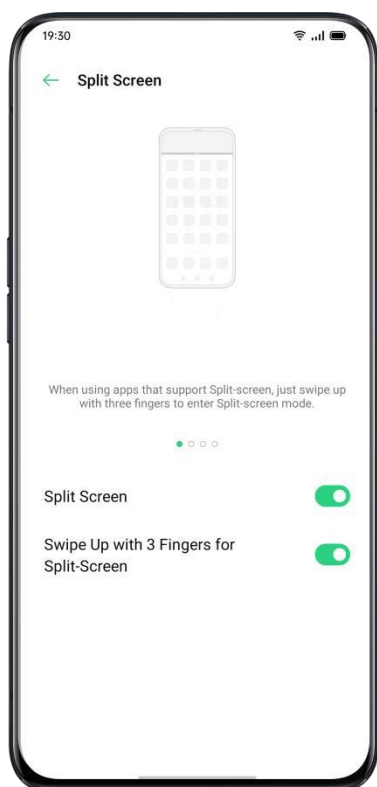 19:30
Split Screen
When using apps that support Split-screen, just swipe up
with three fingers to enter Split-screen mode.
Split Screen
Swipe Up with 3 Fingers for
Split-Screen